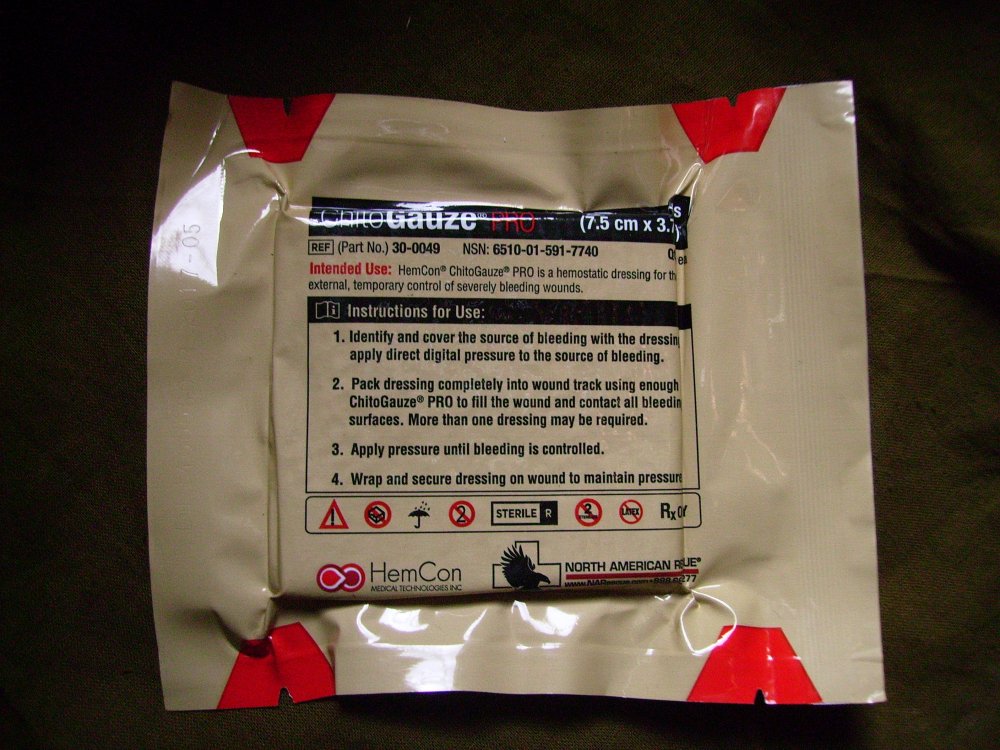 ChitoGauze® PRO (7.5 cm x 3.7
REF (Part No.) 30-0049 NSN: 6510-01-591-7740
Intended Use: HemCon® ChitoGauze® PRO is a hemostatic dressing for th
external, temporary control of severely bleeding wounds.
Instructions for Use:
1. Identify and cover the source of bleeding with the dressin
apply direct digital pressure to the source of bleeding.
2. Pack dressing completely into wound track using enough
ChitoGauze® PRO to fill the wound and contact all bleedin
surfaces. More than one dressing may be required.
3. Apply pressure until bleeding is controlled.
4. Wrap and secure dressing on wound to maintain pressure
2 STERILE R LATEX Rx
HemCon
MEDICAL TECHNOLOGIES INC
NORTH AMERICAN R UE®